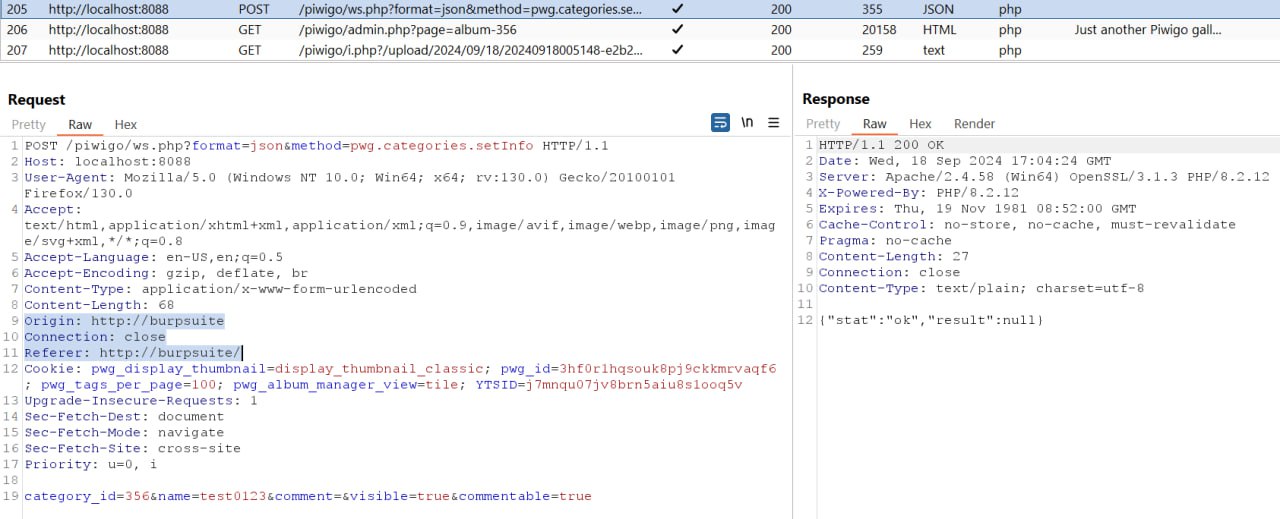 205 http://localhost:8088 POST /piwigo/ws.php?format=json&method=pwg.categories.se... ✓ 200 355 JSON php
206 http://localhost:8088 GET /piwigo/admin.php?page=album-356 ✓ 200 20158 HTML php Just another Piwigo gall...
207 http://localhost:8088 GET /piwigo/i.php?/upload/2024/09/18/20240918005148-e2b2... ✓ 200 259 text php
Request
Pretty Raw Hex
\n
1 POST /piwigo/ws.php?format=json&method=pwg.categories.setInfo HTTP/1.1
2 Host: localhost:8088
3 User-Agent: Mozilla/5.0 (Windows NT 10.0; Win64; x64; rv:130.0) Gecko/20100101
Firefox/130.0
4 Accept:
text/html,application/xhtml+xml,application/xml;q=0.9,image/avif,image/webp,image/png,imag
e/svg+xml,*/*;q=0.8
5 Accept-Language: en-US,en;q=0.5
6 Accept-Encoding: gzip, deflate, br
7 Content-Type: application/x-www-form-urlencoded
8 Content-Length: 68
9 Origin: http://burpsuite
10 Connection: close
11 Referer: http://burpsuite/
12 Cookie: pwg_display_thumbnail=display_thumbnail_classic; pwg_id=3hf0r1hqsouk8pj9ckkmrvaqf6
; pwg_tags_per_page=100; pwg_album_manager_view=tile; YTSID=j7mnqu07jv8brn5aiu8s1ooq5v
13 Upgrade-Insecure-Requests: 1
14 Sec-Fetch-Dest: document
15 Sec-Fetch-Mode: navigate
16 Sec-Fetch-Site: cross-site
17 Priority: u=0, i
18
19 category_id=356&name=test0123&comment=&visible=true&commentable=true
Response
Pretty Raw Hex Render
1 HTTP/1.1 200 OK
2 Date: Wed, 18 Sep 2024 17:04:24 GMT
3 Server: Apache/2.4.58 (Win64) OpenSSL/3.1.3 PHP/8.2.12
4 X-Powered-By: PHP/8.2.12
5 Expires: Thu, 19 Nov 1981 08:52:00 GMT
6 Cache-Control: no-store, no-cache, must-revalidate
7 Pragma: no-cache
8 Content-Length: 27
9 Connection: close
10 Content-Type: text/plain; charset=utf-8
11
12 {"stat":"ok","result":null}